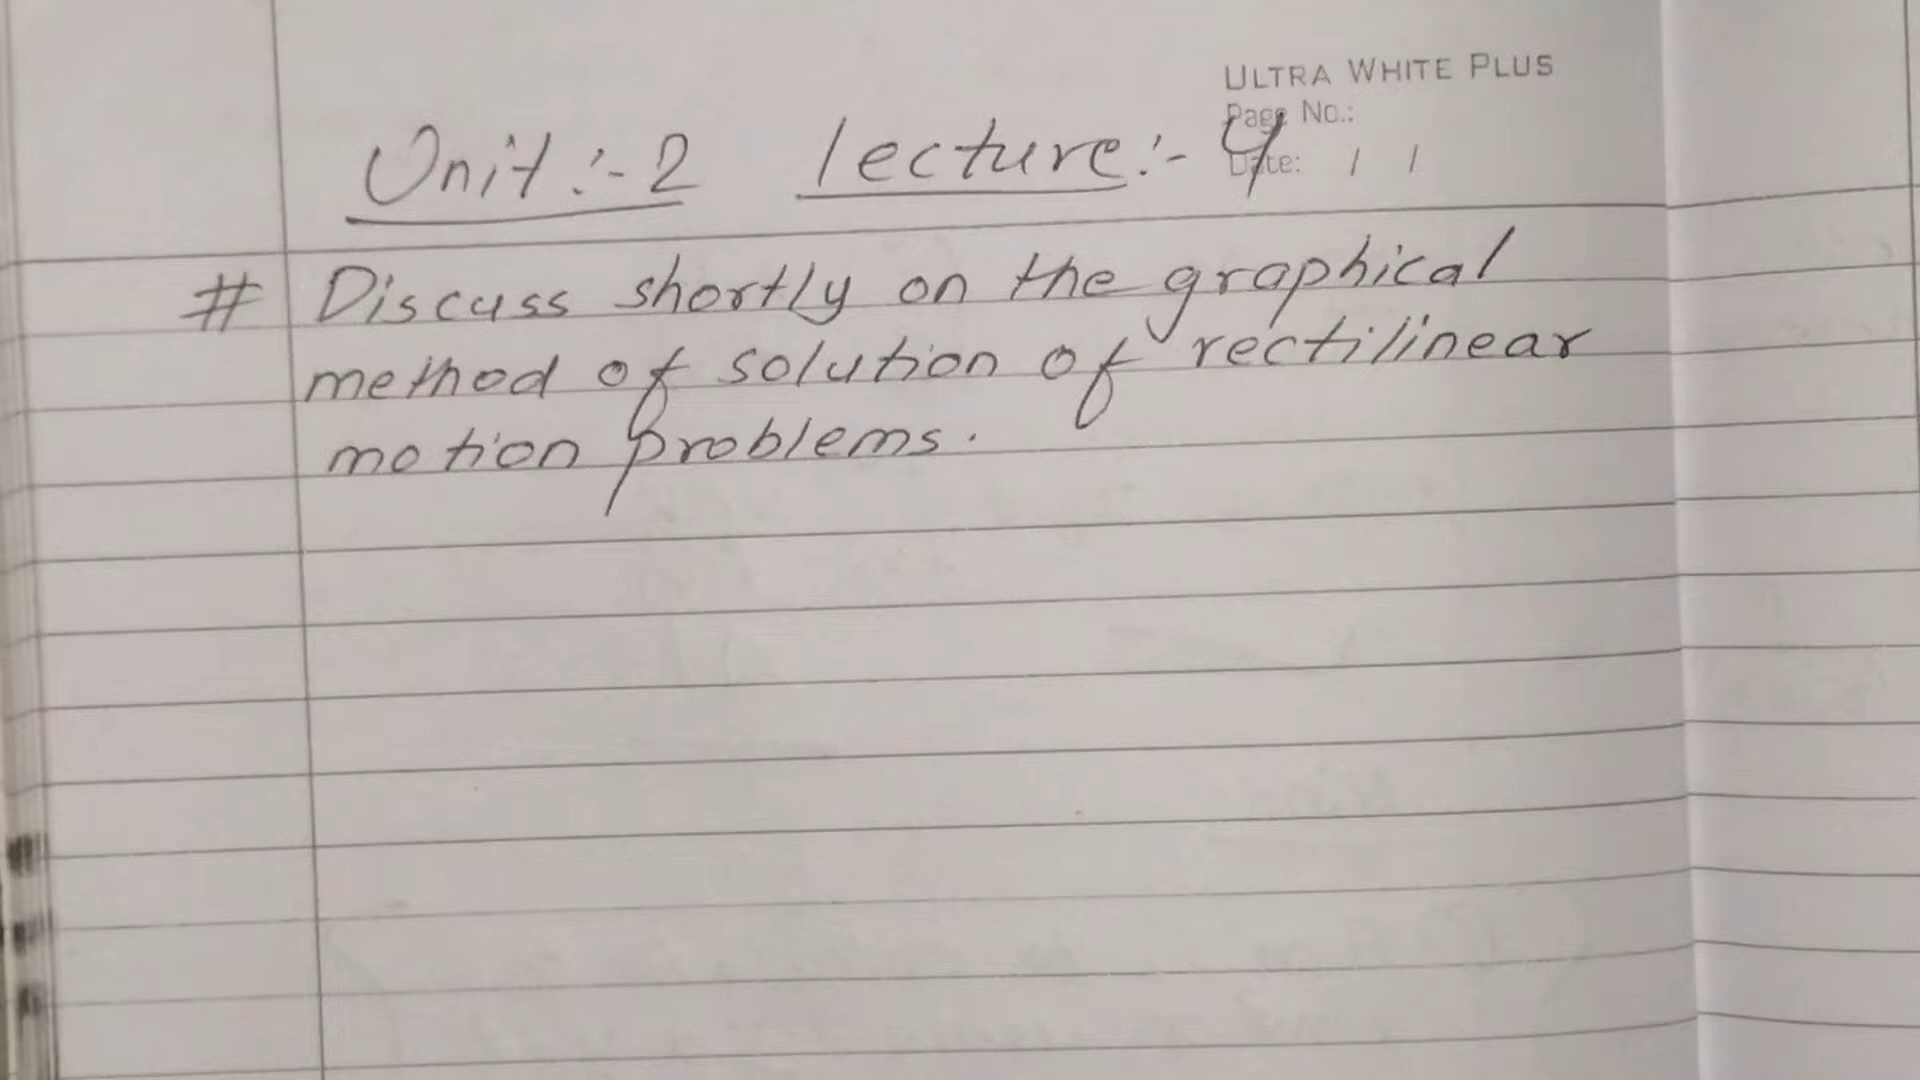 ULTRA WHITE PLUS
Page No.:
Unit :- 2 lecture :- 4
Date: / /
# Discuss shortly on the graphical
method of solution of rectilinear
motion problems.